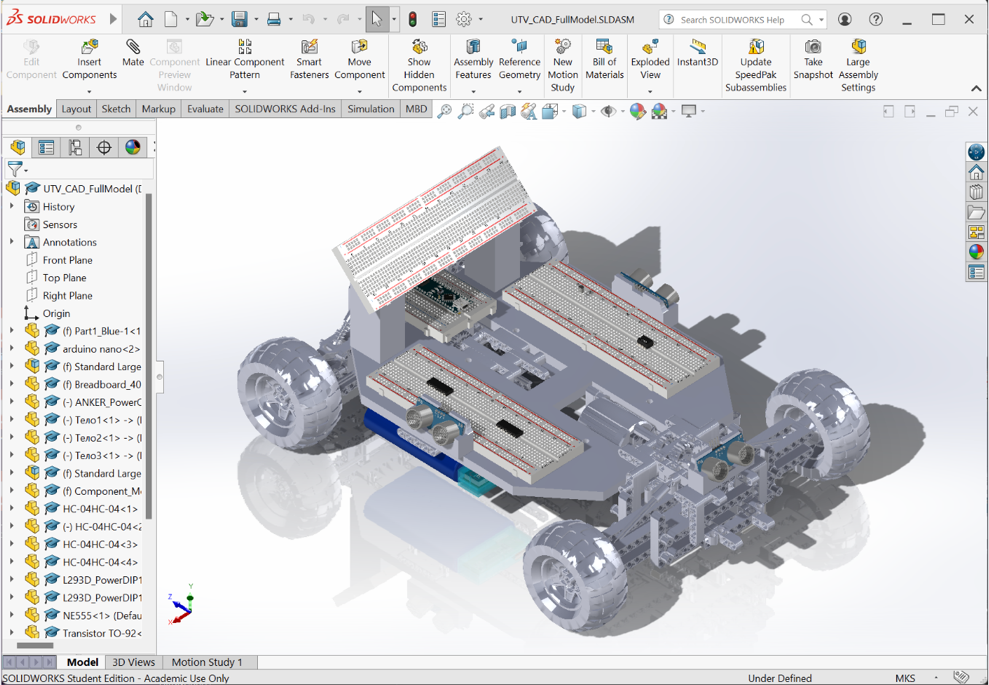 SOLIDWORKS
UTV_CAD_FullModel.SLDASM
Search SOLIDWORKS Help
Edit Component
Insert Components
Mate
Component Preview Window
Linear Component Pattern
Smart Fasteners
Move Component
Show Hidden Components
Assembly Features
Reference Geometry
New Motion Study
Bill of Materials
Exploded View
Instant3D
Update SpeedPak Subassemblies
Take Snapshot
Large Assembly Settings
Assembly Layout Sketch Markup Evaluate SOLIDWORKS Add-Ins Simulation MBD
UTV_CAD_FullModel (D
History
Sensors
Annotations
Front Plane
Top Plane
Right Plane
Origin
(f) Part1_Blue-1<1
arduino nano<2>
(f) Standard Large
(f) Breadboard_40
(-) ANKER_PowerC
(-) Тело1<1> -> (
(-) Тело2<1> -> (
(-) Тело3<1> -> (
(f) Standard Large
(f) Component_M
HC-04HC-04<1>
(-) HC-04HC-04<2
HC-04HC-04<3>
HC-04HC-04<4>
L293D_PowerDIP1
L293D_PowerDIP1
NE555<1> (Defau
Transistor TO-92<
Y
Z
X
Model 3D Views Motion Study 1
SOLIDWORKS Student Edition - Academic Use Only
Under Defined
MKS